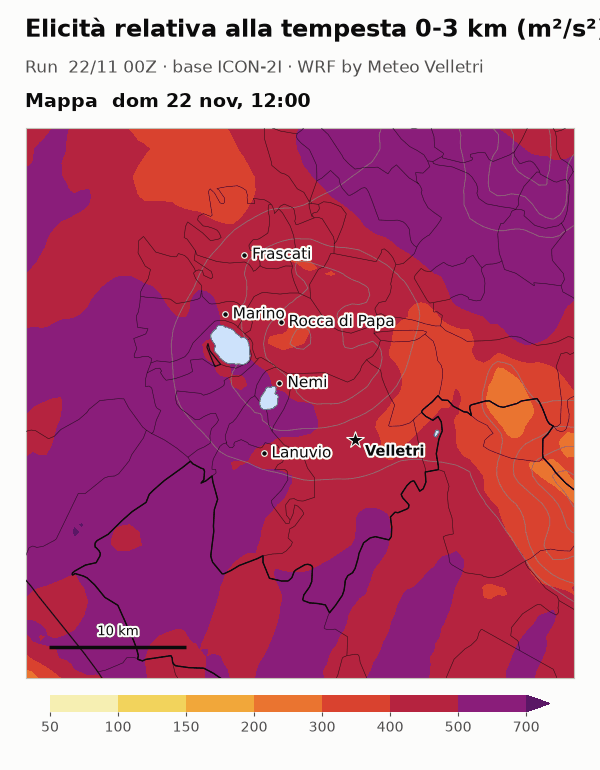 Elicità relativa alla tempesta 0-3 km (m²/s²)
Run 22/11 00Z · base ICON-2I · WRF by Meteo Velletri
Mappa dom 22 nov, 12:00
Frascati
Marino
Rocca di Papa
Nemi
Velletri
Lanuvio
10 km
50 100 150 200 300 400 500 700